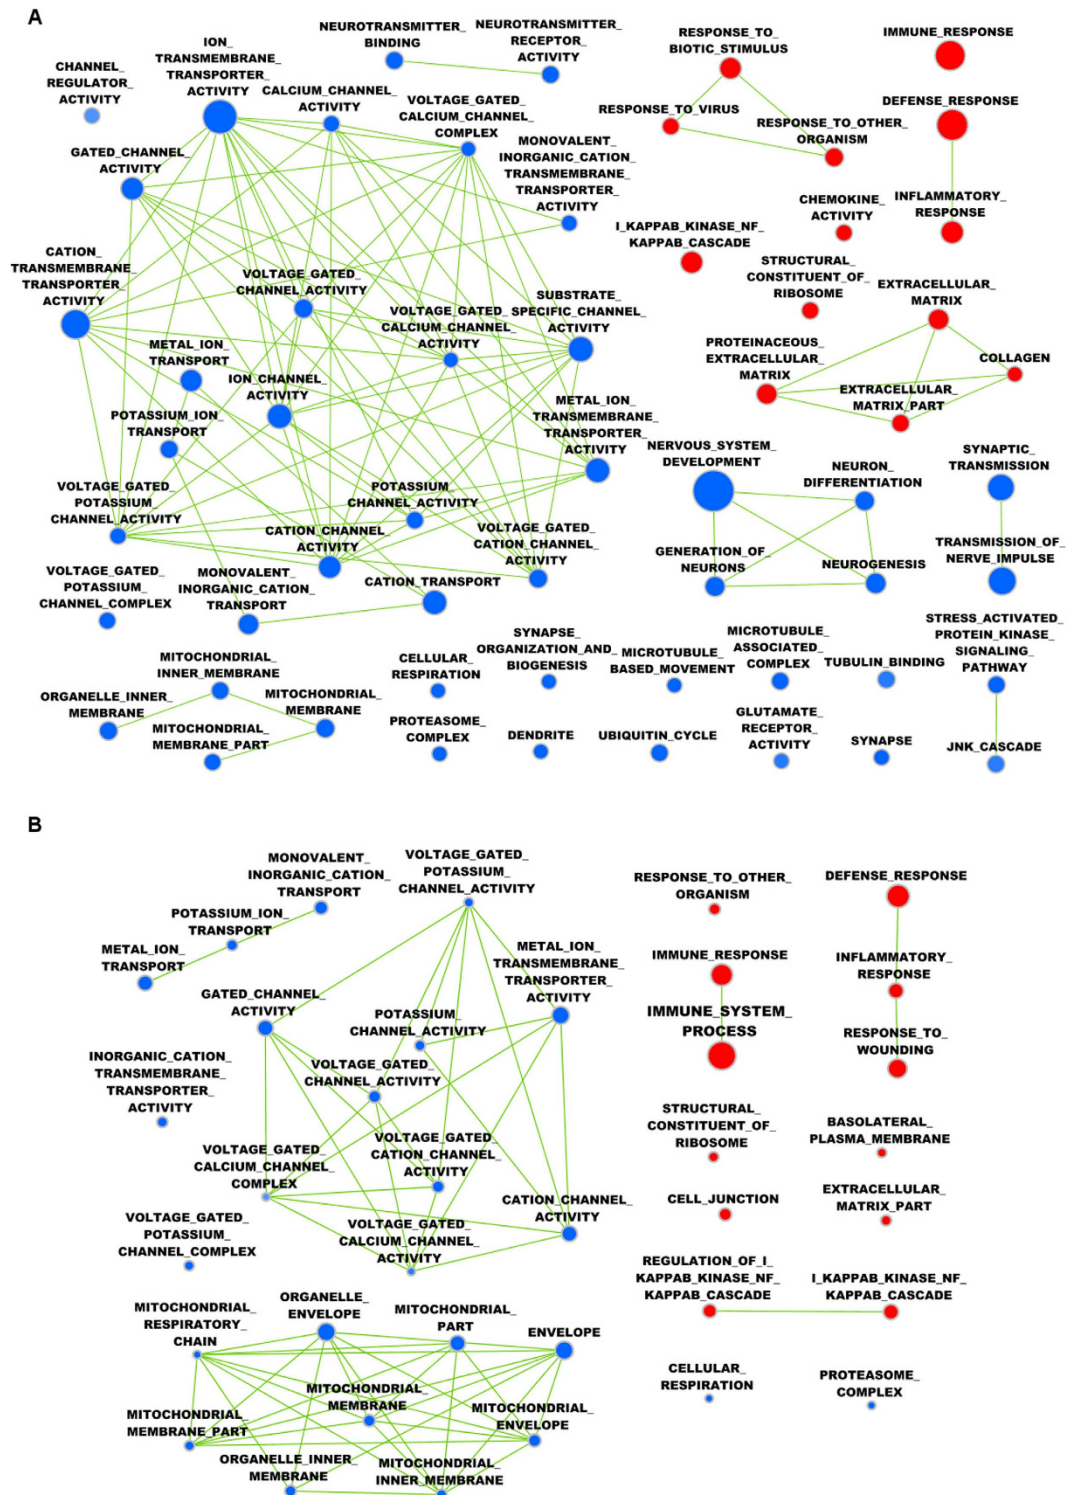 A
CHANNEL_
REGULATOR_
ACTIVITY
ION_
TRANSMEMBRANE_
TRANSPORTER_
ACTIVITY
NEUROTRANSMITTER_
BINDING
NEUROTRANSMITTER_
RECEPTOR_
ACTIVITY
CALCIUM_CHANNEL_
ACTIVITY
VOLTAGE_GATED_
CALCIUM_CHANNEL_
COMPLEX
GATED_CHANNEL_
ACTIVITY
MONOVALENT_
INORGANIC_CATION_
TRANSMEMBRANE_
TRANSPORTER_
ACTIVITY
CATION_
TRANSMEMBRANE_
TRANSPORTER_
ACTIVITY
VOLTAGE_GATED_
CHANNEL_ACTIVITY
VOLTAGE_GATED_
CALCIUM_CHANNEL_
ACTIVITY
SUBSTRATE_
SPECIFIC_CHANNEL_
ACTIVITY
METAL_ION_
TRANSPORT
ION_CHANNEL_
ACTIVITY
POTASSIUM_ION_
TRANSPORT
METAL_ION_
TRANSMEMBRANE_
TRANSPORTER_
ACTIVITY
VOLTAGE_GATED_
POTASSIUM_
CHANNEL_ACTIVITY
POTASSIUM_
CHANNEL_ACTIVITY
CATION_CHANNEL_
ACTIVITY
VOLTAGE_GATED_
CATION_CHANNEL_
ACTIVITY
VOLTAGE_GATED_
POTASSIUM_
CHANNEL_COMPLEX
MONOVALENT_
INORGANIC_CATION_
TRANSPORT
CATION_TRANSPORT
RESPONSE_TO_
BIOTIC_STIMULUS
IMMUNE_RESPONSE
RESPONSE_TO_VIRUS
RESPONSE_TO_OTHER_
ORGANISM
DEFENSE_RESPONSE
CHEMOKINE_
ACTIVITY
INFLAMMATORY_
RESPONSE
I_KAPPAB_KINASE_NF_
KAPPAB_CASCADE
STRUCTURAL_
CONSTITUENT_OF_
RIBOSOME
EXTRACELLULAR_
MATRIX
PROTEINACEOUS_
EXTRACELLULAR_
MATRIX
COLLAGEN
EXTRACELLULAR_
MATRIX_PART
NERVOUS_SYSTEM_
DEVELOPMENT
NEURON_
DIFFERENTIATION
SYNAPTIC_
TRANSMISSION
GENERATION_OF_
NEURONS
NEUROGENESIS
TRANSMISSION_OF_
NERVE_IMPULSE
MITOCHONDRIAL_
INNER_MEMBRANE
ORGANELLE_INNER_
MEMBRANE
MITOCHONDRIAL_
MEMBRANE
MITOCHONDRIAL_
MEMBRANE_PART
CELLULAR_
RESPIRATION
SYNAPSE_
ORGANIZATION_AND_
BIOGENESIS
MICROTUBULE_
BASED_MOVEMENT
MICROTUBULE_
ASSOCIATED_
COMPLEX
TUBULIN_BINDING
STRESS_ACTIVATED_
PROTEIN_KINASE_
SIGNALING_
PATHWAY
PROTEASOME_
COMPLEX
DENDRITE
UBIQUITIN_CYCLE
GLUTAMATE_
RECEPTOR_
ACTIVITY
SYNAPSE
JNK_CASCADE
B
MONOVALENT_
INORGANIC_CATION_
TRANSPORT
VOLTAGE_GATED_
POTASSIUM_
CHANNEL_ACTIVITY
POTASSIUM_ION_
TRANSPORT
METAL_ION_
TRANSPORT
METAL_ION_
TRANSMEMBRANE_
TRANSPORTER_
ACTIVITY
GATED_CHANNEL_
ACTIVITY
POTASSIUM_
CHANNEL_ACTIVITY
INORGANIC_CATION_
TRANSMEMBRANE_
TRANSPORTER_
ACTIVITY
VOLTAGE_GATED_
CHANNEL_ACTIVITY
VOLTAGE_GATED_
CALCIUM_CHANNEL_
COMPLEX
VOLTAGE_GATED_
CATION_CHANNEL_
ACTIVITY
CATION_CHANNEL_
ACTIVITY
VOLTAGE_GATED_
POTASSIUM_
CHANNEL_COMPLEX
VOLTAGE_GATED_
CALCIUM_CHANNEL_
ACTIVITY
MITOCHONDRIAL_
RESPIRATORY_
CHAIN
ORGANELLE_
ENVELOPE
MITOCHONDRIAL_
PART
ENVELOPE
MITOCHONDRIAL_
MEMBRANE
MITOCHONDRIAL_
MEMBRANE_PART
MITOCHONDRIAL_
ENVELOPE
ORGANELLE_INNER_
MEMBRANE
MITOCHONDRIAL_
INNER_MEMBRANE
RESPONSE_TO_OTHER_
ORGANISM
DEFENSE_RESPONSE
IMMUNE_RESPONSE
INFLAMMATORY_
RESPONSE
IMMUNE_SYSTEM_
PROCESS
RESPONSE_TO_
WOUNDING
STRUCTURAL_
CONSTITUENT_OF_
RIBOSOME
BASOLATERAL_
PLASMA_MEMBRANE
CELL_JUNCTION
EXTRACELLULAR_
MATRIX_PART
REGULATION_OF_I_
KAPPAB_KINASE_NF_
KAPPAB_CASCADE
I_KAPPAB_KINASE_NF_
KAPPAB_CASCADE
CELLULAR_
RESPIRATION
PROTEASOME_
COMPLEX